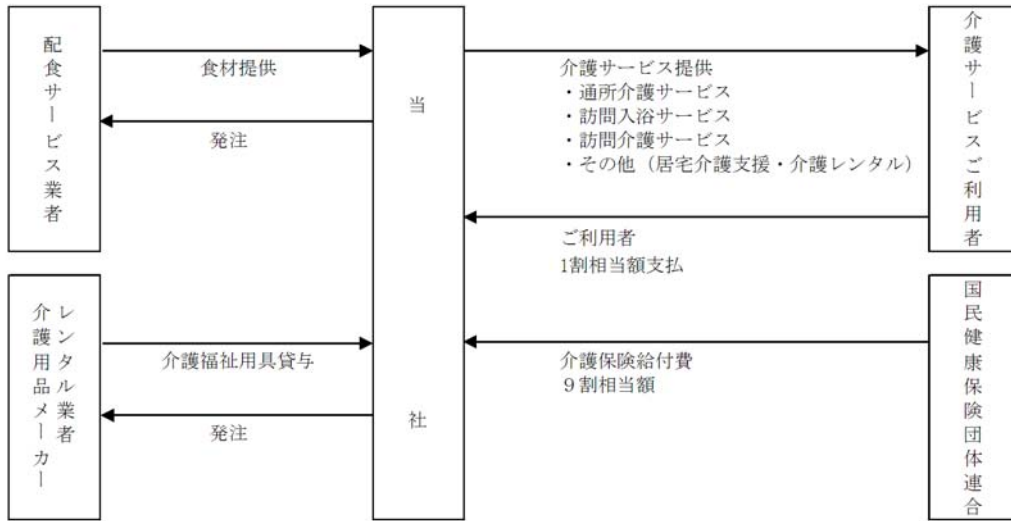 配食サービス業者
食材提供
発注
当社
介護サービス提供
・通所介護サービス
・訪問入浴サービス
・訪問介護サービス
・その他（居宅介護支援・介護レンタル）
ご利用者
1割相当額支払
介護サービスご利用者
レンタル業者
介護用品メーカー
介護福祉用具貸与
発注
介護保険給付費
９割相当額
国民健康保険団体連合